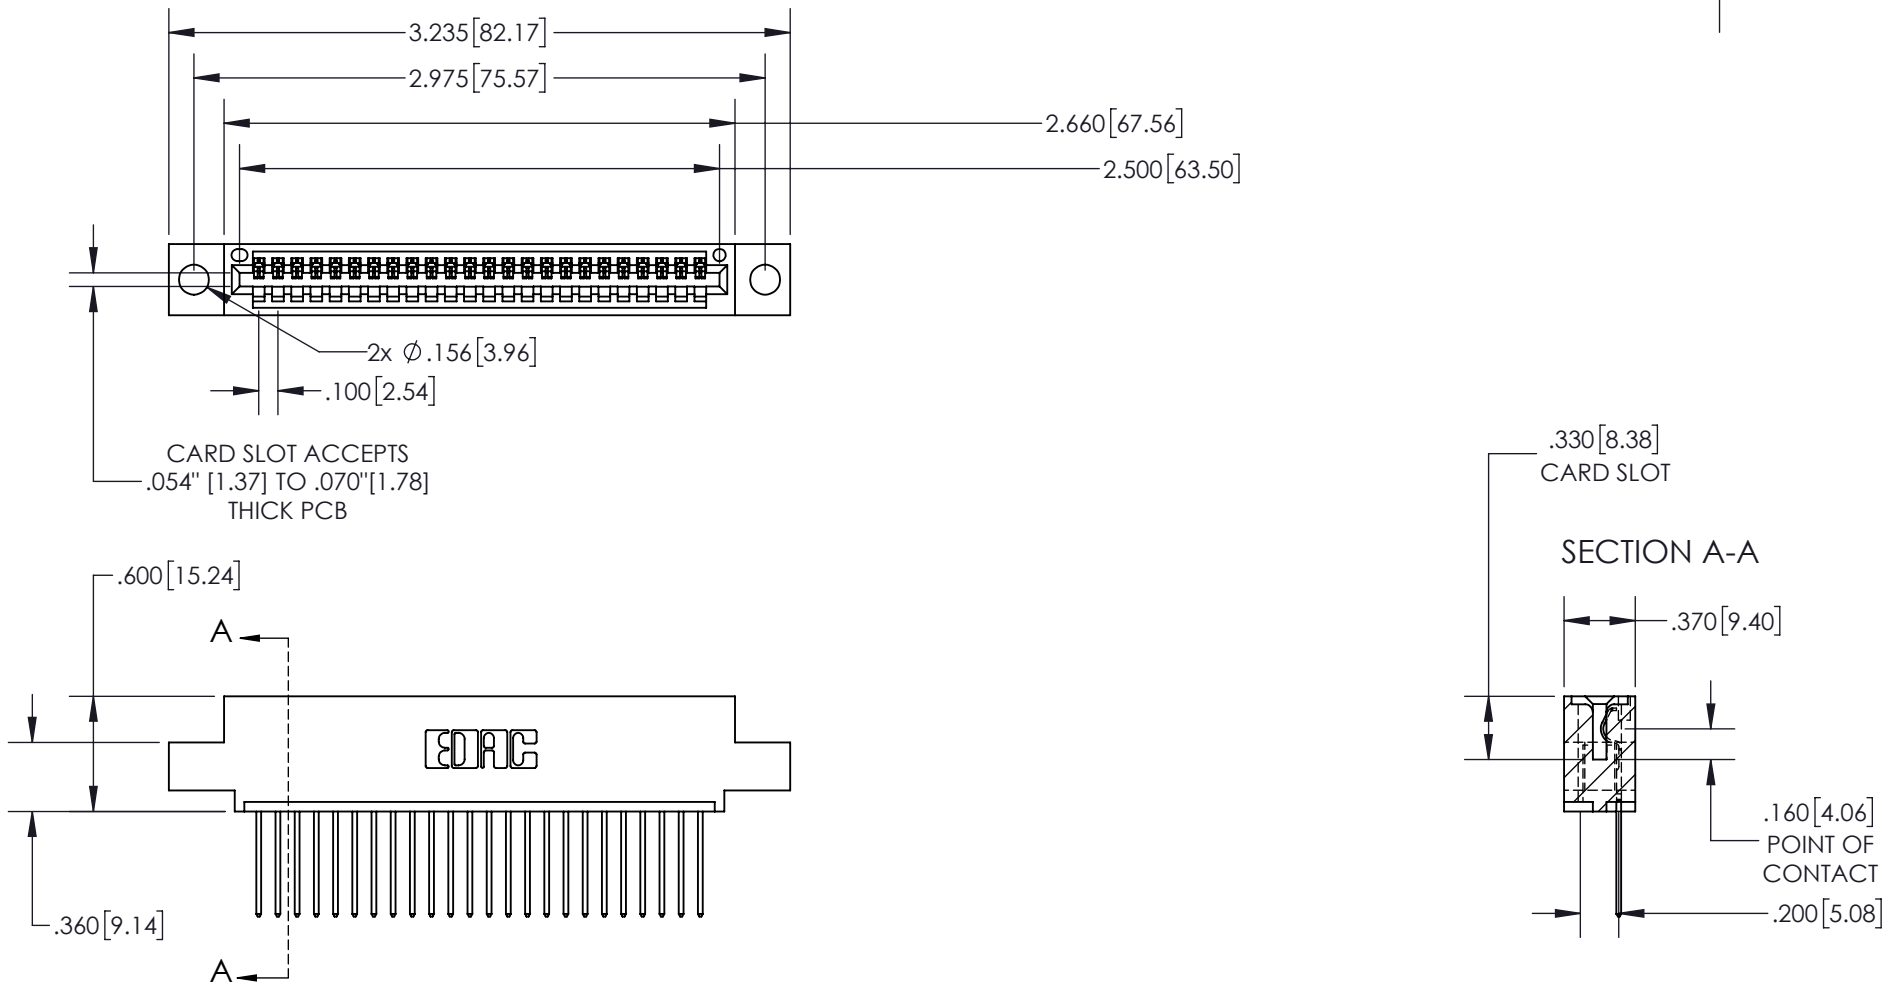 3.235[82.17]
2.975[75.57]
2.660[67.56]
2.500[63.50]
2x ∅.156[3.96]
.100[2.54]
CARD SLOT ACCEPTS
.054" [1.37] TO .070"[1.78]
THICK PCB
.330[8.38]
CARD SLOT
SECTION A-A
.600[15.24]
.370[9.40]
A
EDAC
.160[4.06]
POINT OF
CONTACT
.200[5.08]
.360[9.14]
A